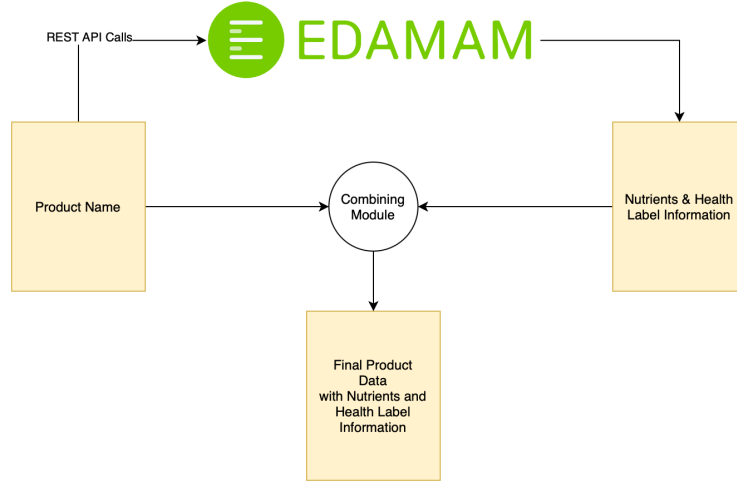 REST API Calls
EDAMAM
Product Name
Combining
Module
Nutrients & Health
Label Information
Final Product
Data
with Nutrients and
Health Label
Information